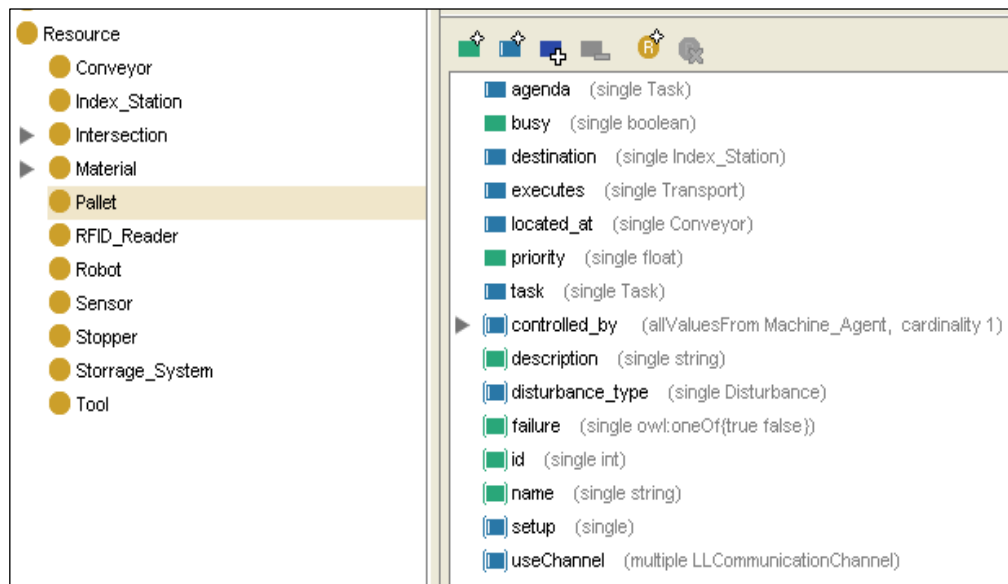 Resource
Conveyor
Index_Station
Intersection
Material
Pallet
RFID_Reader
Robot
Sensor
Stopper
Storrage_System
Tool
R
agenda (single Task)
busy (single boolean)
destination (single Index_Station)
executes (single Transport)
located_at (single Conveyor)
priority (single float)
task (single Task)
controlled_by (allValuesFrom Machine_Agent, cardinality 1)
description (single string)
disturbance_type (single Disturbance)
failure (single owl:oneOf{true false})
id (single int)
name (single string)
setup (single)
useChannel (multiple LLCommunicationChannel)